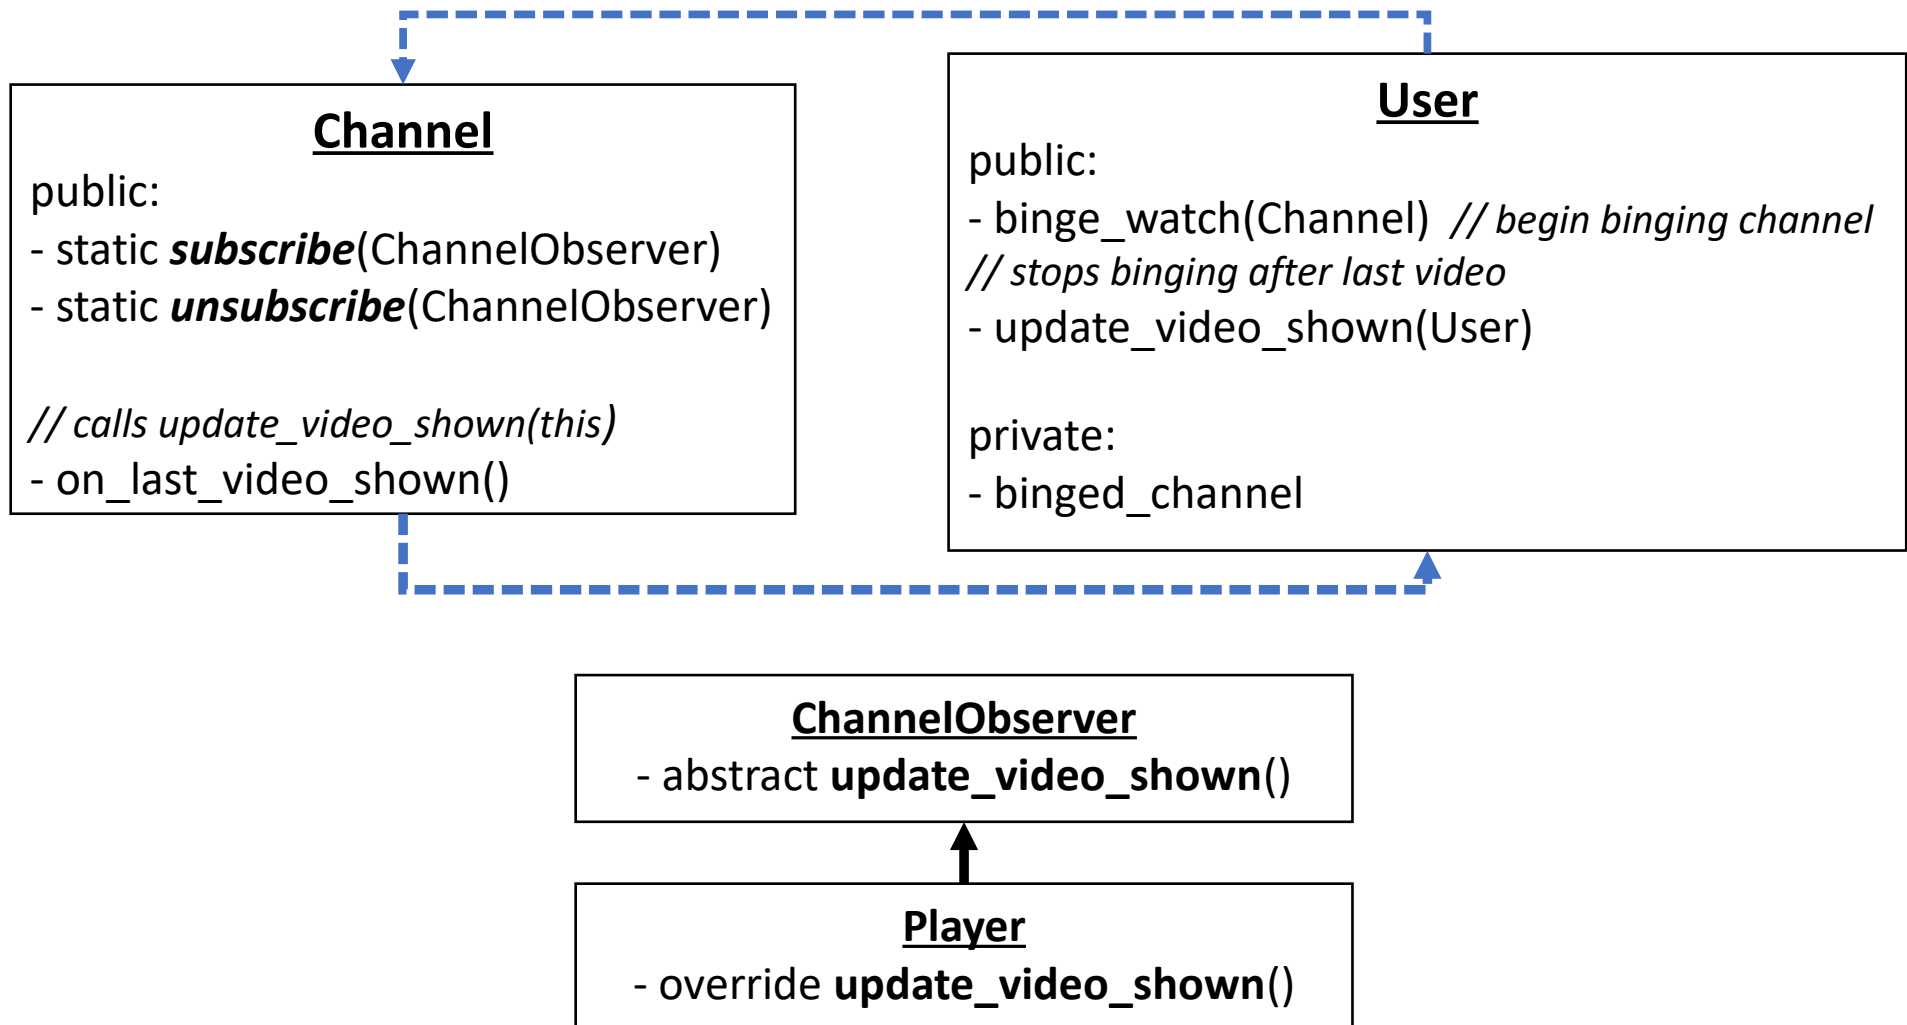 Channel
public:
- static subscribe(ChannelObserver)
- static unsubscribe(ChannelObserver)
// calls update_video_shown(this)
- on_last_video_shown()
User
public:
- binge_watch(Channel) // begin binging channel
// stops binging after last video
- update_video_shown(User)
private:
- binged_channel
ChannelObserver
- abstract update_video_shown()
Player
- override update_video_shown()